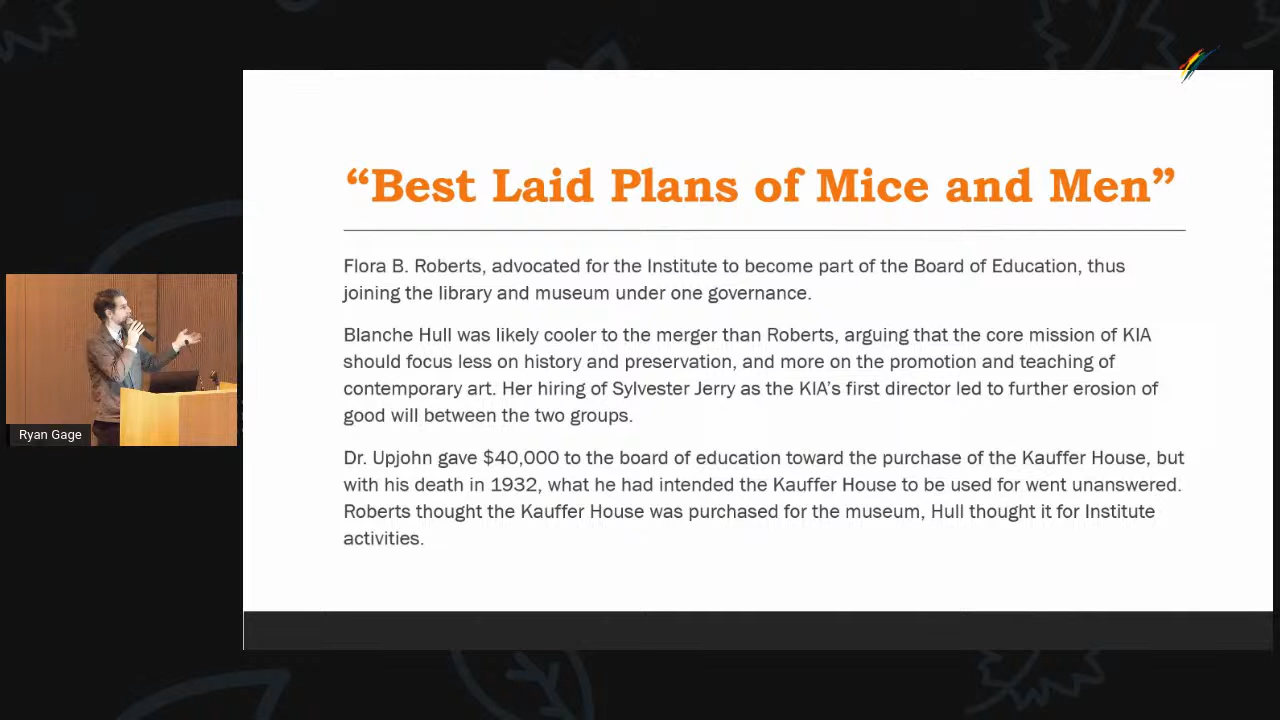 “Best Laid Plans of Mice and Men”
Flora B. Roberts, advocated for the Institute to become part of the Board of Education, thus
joining the library and museum under one governance.
Blanche Hull was likely cooler to the merger than Roberts, arguing that the core mission of KIA
should focus less on history and preservation, and more on the promotion and teaching of
contemporary art. Her hiring of Sylvester Jerry as the KIA’s first director led to further erosion of
good will between the two groups.
Dr. Upjohn gave $40,000 to the board of education toward the purchase of the Kauffer House, but
with his death in 1932, what he had intended the Kauffer House to be used for went unanswered.
Roberts thought the Kauffer House was purchased for the museum, Hull thought it for Institute
activities.
Ryan Gage